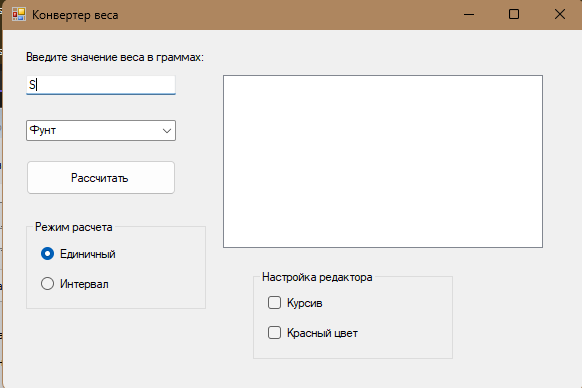 Конвертер веса
Введите значение веса в граммах:
S
Фунт
Рассчитать
Режим расчета
Единичный
Интервал
Настройка редактора
Курсив
Красный цвет